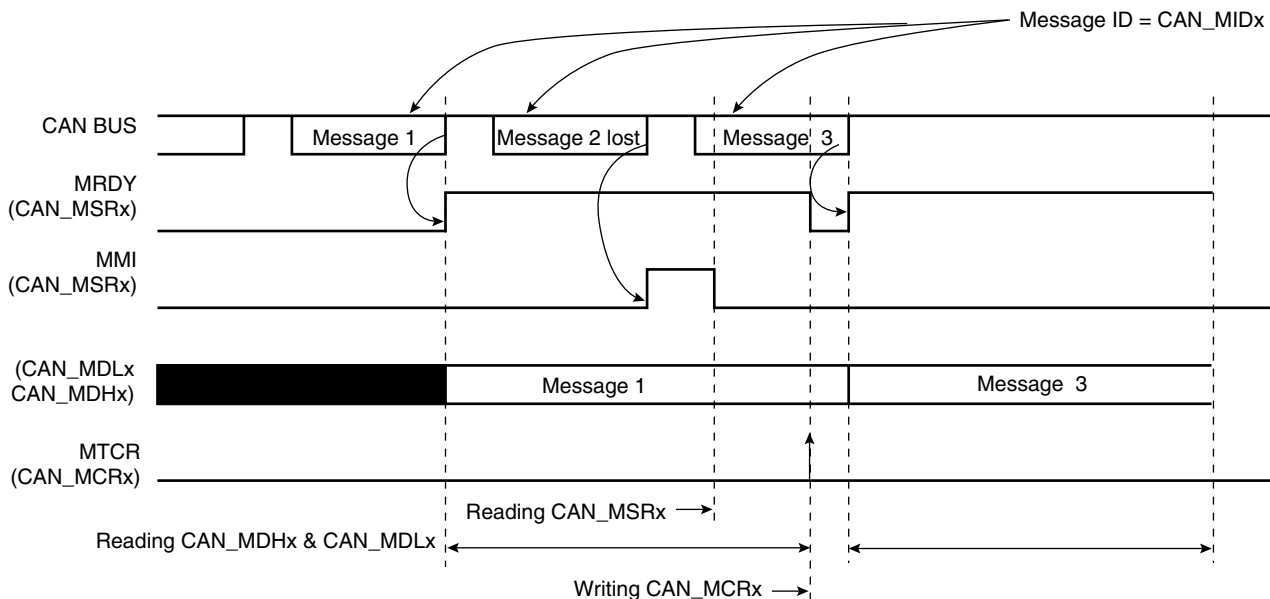 Message ID = CAN_MIDx
CAN BUS
Message 1
Message 2 lost
Message 3
MRDY
(CAN_MSRx)
MMI
(CAN_MSRx)
(CAN_MDLx
CAN_MDHx)
Message 1
Message 3
MTCR
(CAN_MCRx)
Reading CAN_MSRx
Reading CAN_MDHx & CAN_MDLx
Writing CAN_MCRx